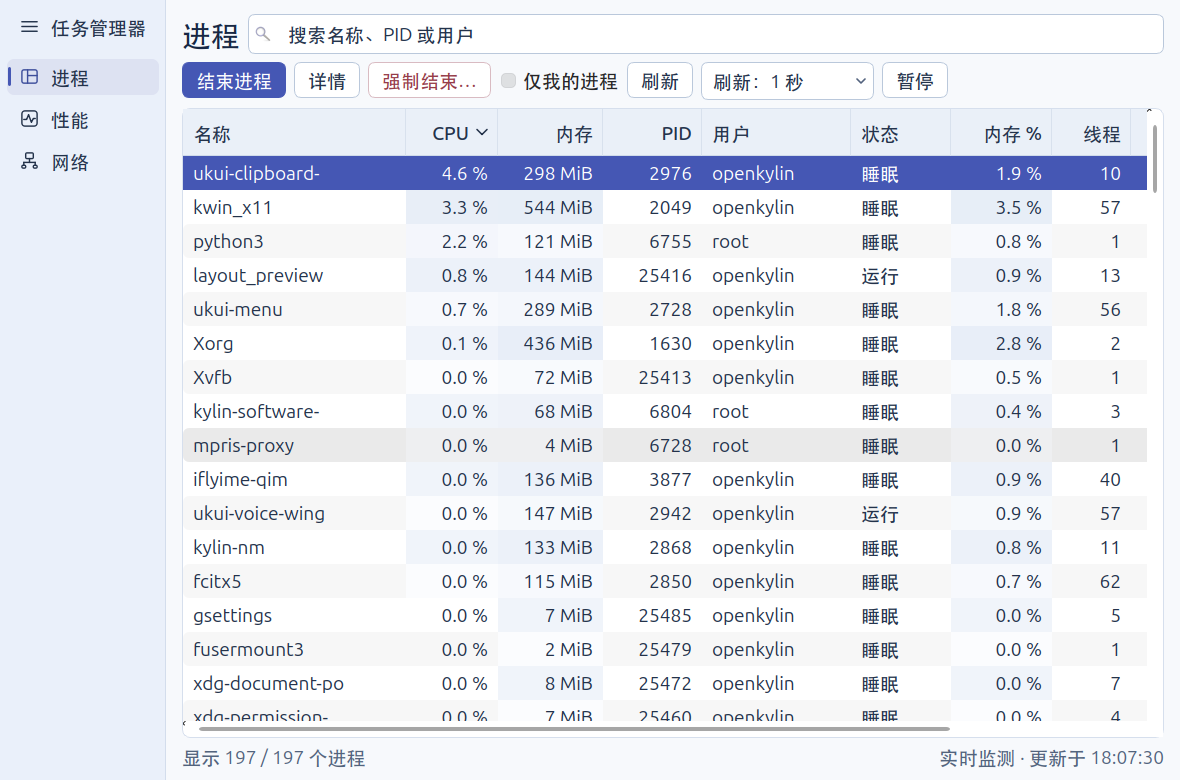 任务管理器
进程
性能
网络
进程
搜索名称、PID 或用户
结束进程 详情 强制结束... 仅我的进程 刷新 刷新：1 秒 暂停
名称 CPU 内存 PID 用户 状态 内存 % 线程
ukui-clipboard- 4.6 % 298 MiB 2976 openkylin 睡眠 1.9 % 10
kwin_x11 3.3 % 544 MiB 2049 openkylin 睡眠 3.5 % 57
python3 2.2 % 121 MiB 6755 root 睡眠 0.8 % 1
layout_preview 0.8 % 144 MiB 25416 openkylin 运行 0.9 % 13
ukui-menu 0.7 % 289 MiB 2728 openkylin 睡眠 1.8 % 56
Xorg 0.1 % 436 MiB 1630 openkylin 睡眠 2.8 % 2
Xvfb 0.0 % 72 MiB 25413 openkylin 睡眠 0.5 % 1
kylin-software- 0.0 % 68 MiB 6804 root 睡眠 0.4 % 3
mpris-proxy 0.0 % 4 MiB 6728 root 睡眠 0.0 % 1
iflyime-qim 0.0 % 136 MiB 3877 openkylin 睡眠 0.9 % 40
ukui-voice-wing 0.0 % 147 MiB 2942 openkylin 运行 0.9 % 57
kylin-nm 0.0 % 133 MiB 2868 openkylin 睡眠 0.8 % 11
fcitx5 0.0 % 115 MiB 2850 openkylin 睡眠 0.7 % 62
gsettings 0.0 % 7 MiB 25485 openkylin 睡眠 0.0 % 5
fusermount3 0.0 % 2 MiB 25479 openkylin 睡眠 0.0 % 1
xdg-document-po 0.0 % 8 MiB 25472 openkylin 睡眠 0.0 % 7
xdg-permission- 0.0 % 7 MiB 25460 openkylin 睡眠 0.0 % 4
显示 197 / 197 个进程
实时监测 · 更新于 18:07:30